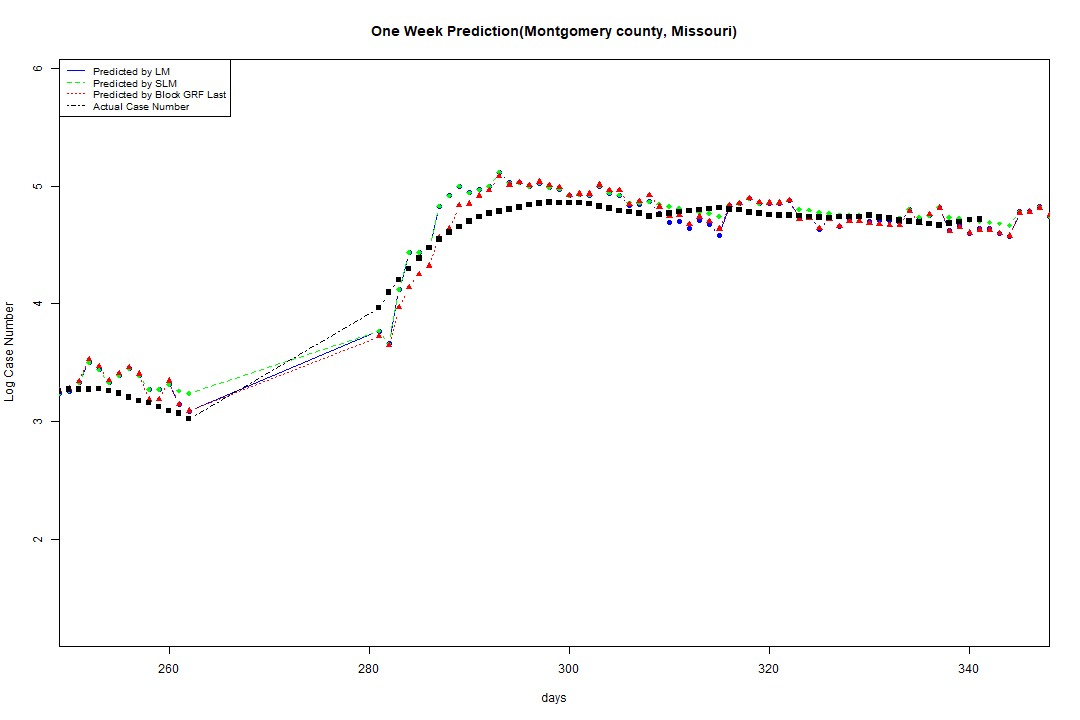 One Week Prediction(Montgomery county, Missouri)
Predicted by LM
Predicted by SLM
Predicted by Block GRF Last
Actual Case Number
6
5
4
3
2
Log Case Number
260 280 300 320 340
days